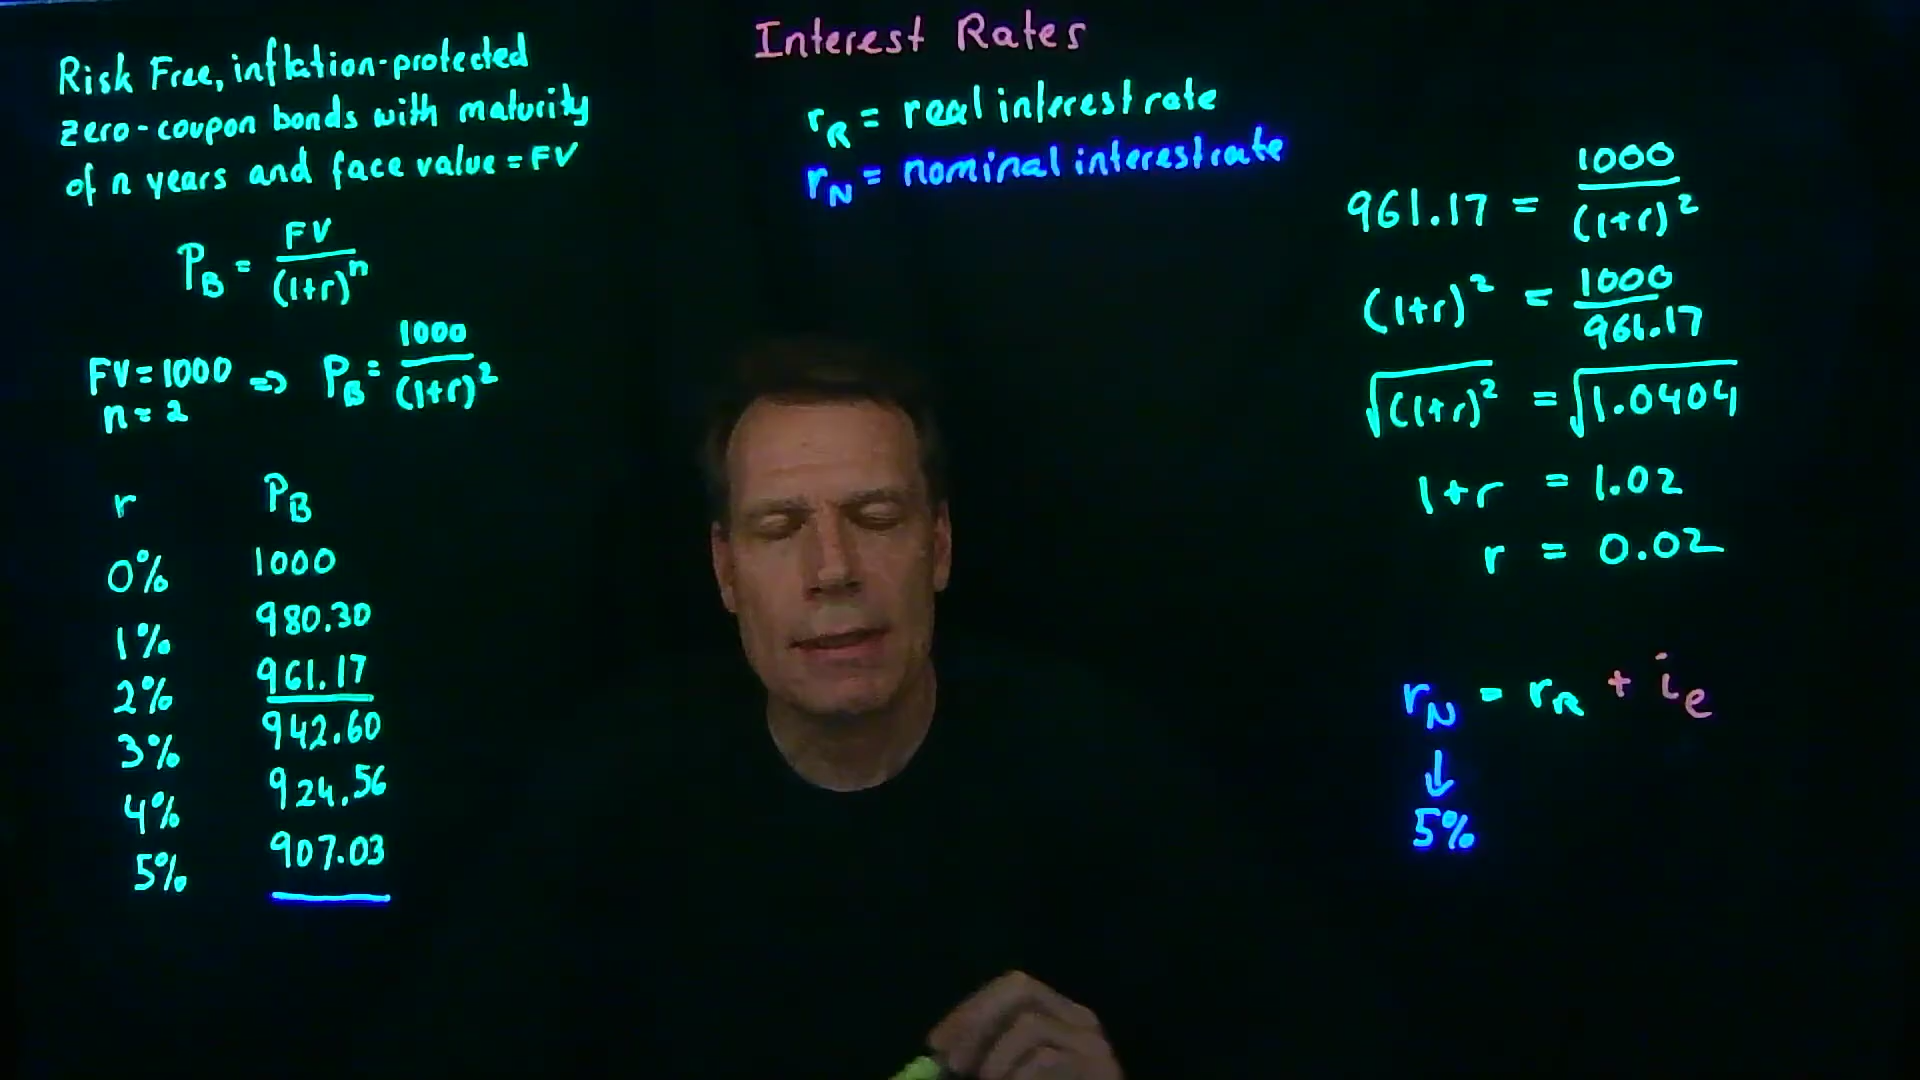 Interest Rates
Risk Free, inflation-protected
zero-coupon bonds with maturity
of n years and face value = FV
P_B = FV / (1+r)^n
FV = 1000
n = 2
=> P_B = 1000 / (1+r)^2
r P_B
0% 1000
1% 980.30
2% 961.17
3% 942.60
4% 924.56
5% 907.03
r_R = real interest rate
r_N = nominal interest rate
961.17 = 1000 / (1+r)^2
(1+r)^2 = 1000 / 961.17
√(1+r)^2 = √1.0404
1+r = 1.02
r = 0.02
r_N = r_R + i_e
↓
5%